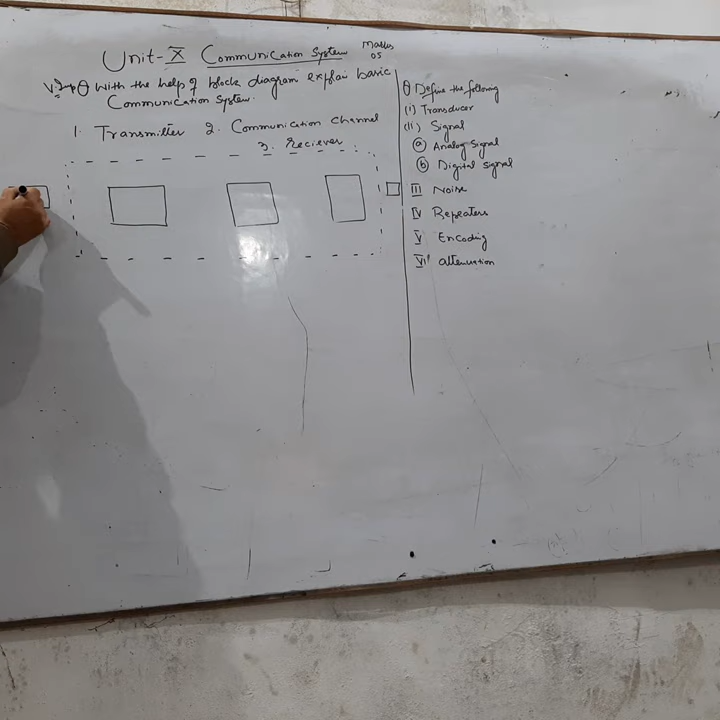 Unit-X Communication System Marks
05
V.Imp Q With the help of block diagram explain basic
Communication System.
1. Transmitter 2. Communication channel
3. Reciever
Q Define the following
(i) Transducer
(ii) Signal
(a) Analog Signal
(b) Digital signal
III Noise
IV Repeaters
V Encoding
VI attenuation